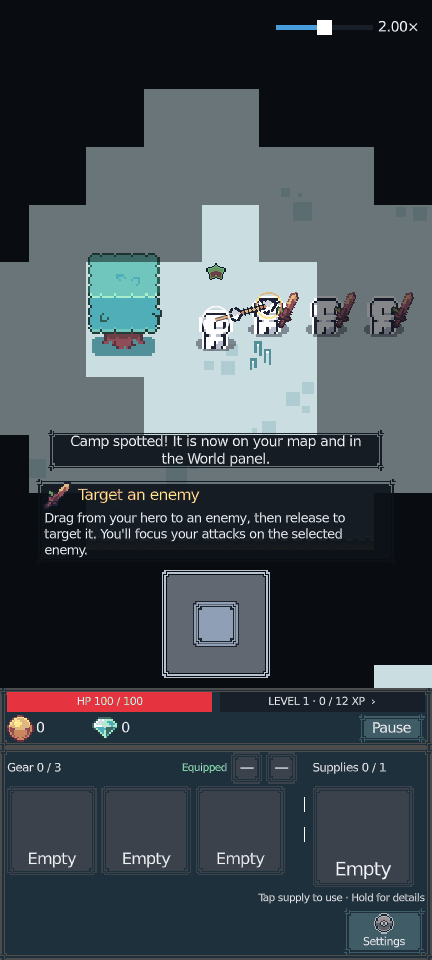 2.00×
Camp spotted! It is now on your map and in
the World panel.
Target an enemy
Drag from your hero to an enemy, then release to
target it. You'll focus your attacks on the selected
enemy.
HP 100 / 100
LEVEL 1 · 0 / 12 XP ›
0
0
Pause
Gear 0 / 3
Equipped
—
—
Supplies 0 / 1
Empty
Empty
Empty
Empty
Tap supply to use · Hold for details
Settings